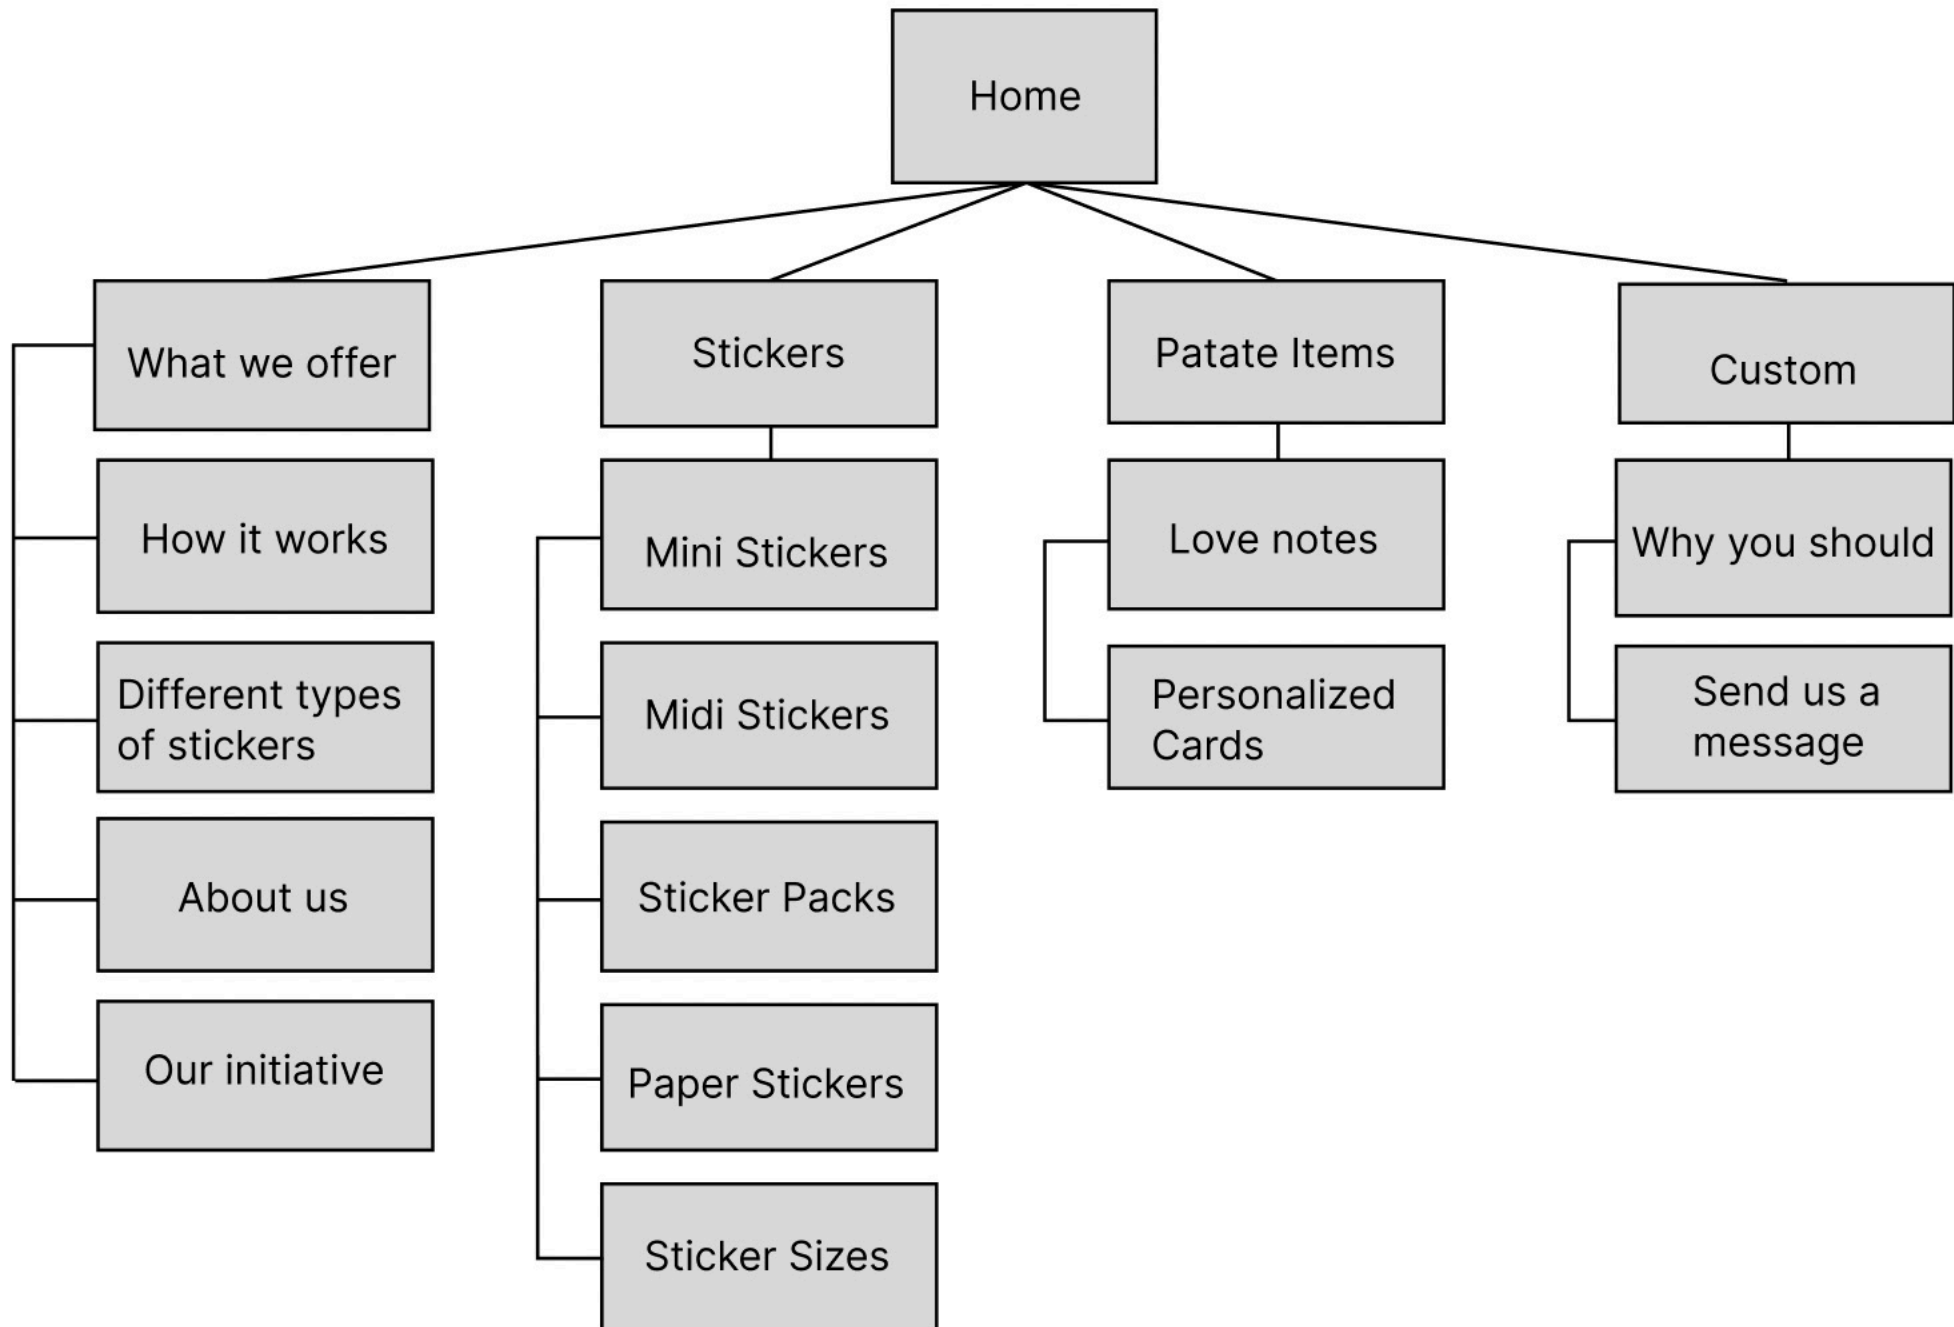 Home
What we offer
How it works
Different types
of stickers
About us
Our initiative
Stickers
Mini Stickers
Midi Stickers
Sticker Packs
Paper Stickers
Sticker Sizes
Patate Items
Love notes
Personalized
Cards
Custom
Why you should
Send us a
message